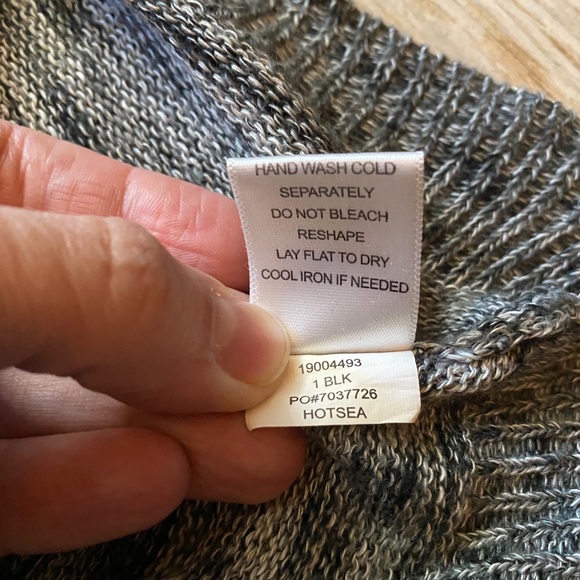 HAND WASH COLD
SEPARATELY
DO NOT BLEACH
RESHAPE
LAY FLAT TO DRY
COOL IRON IF NEEDED
19004493
1 BLK
PO#7037726
HOTSEA